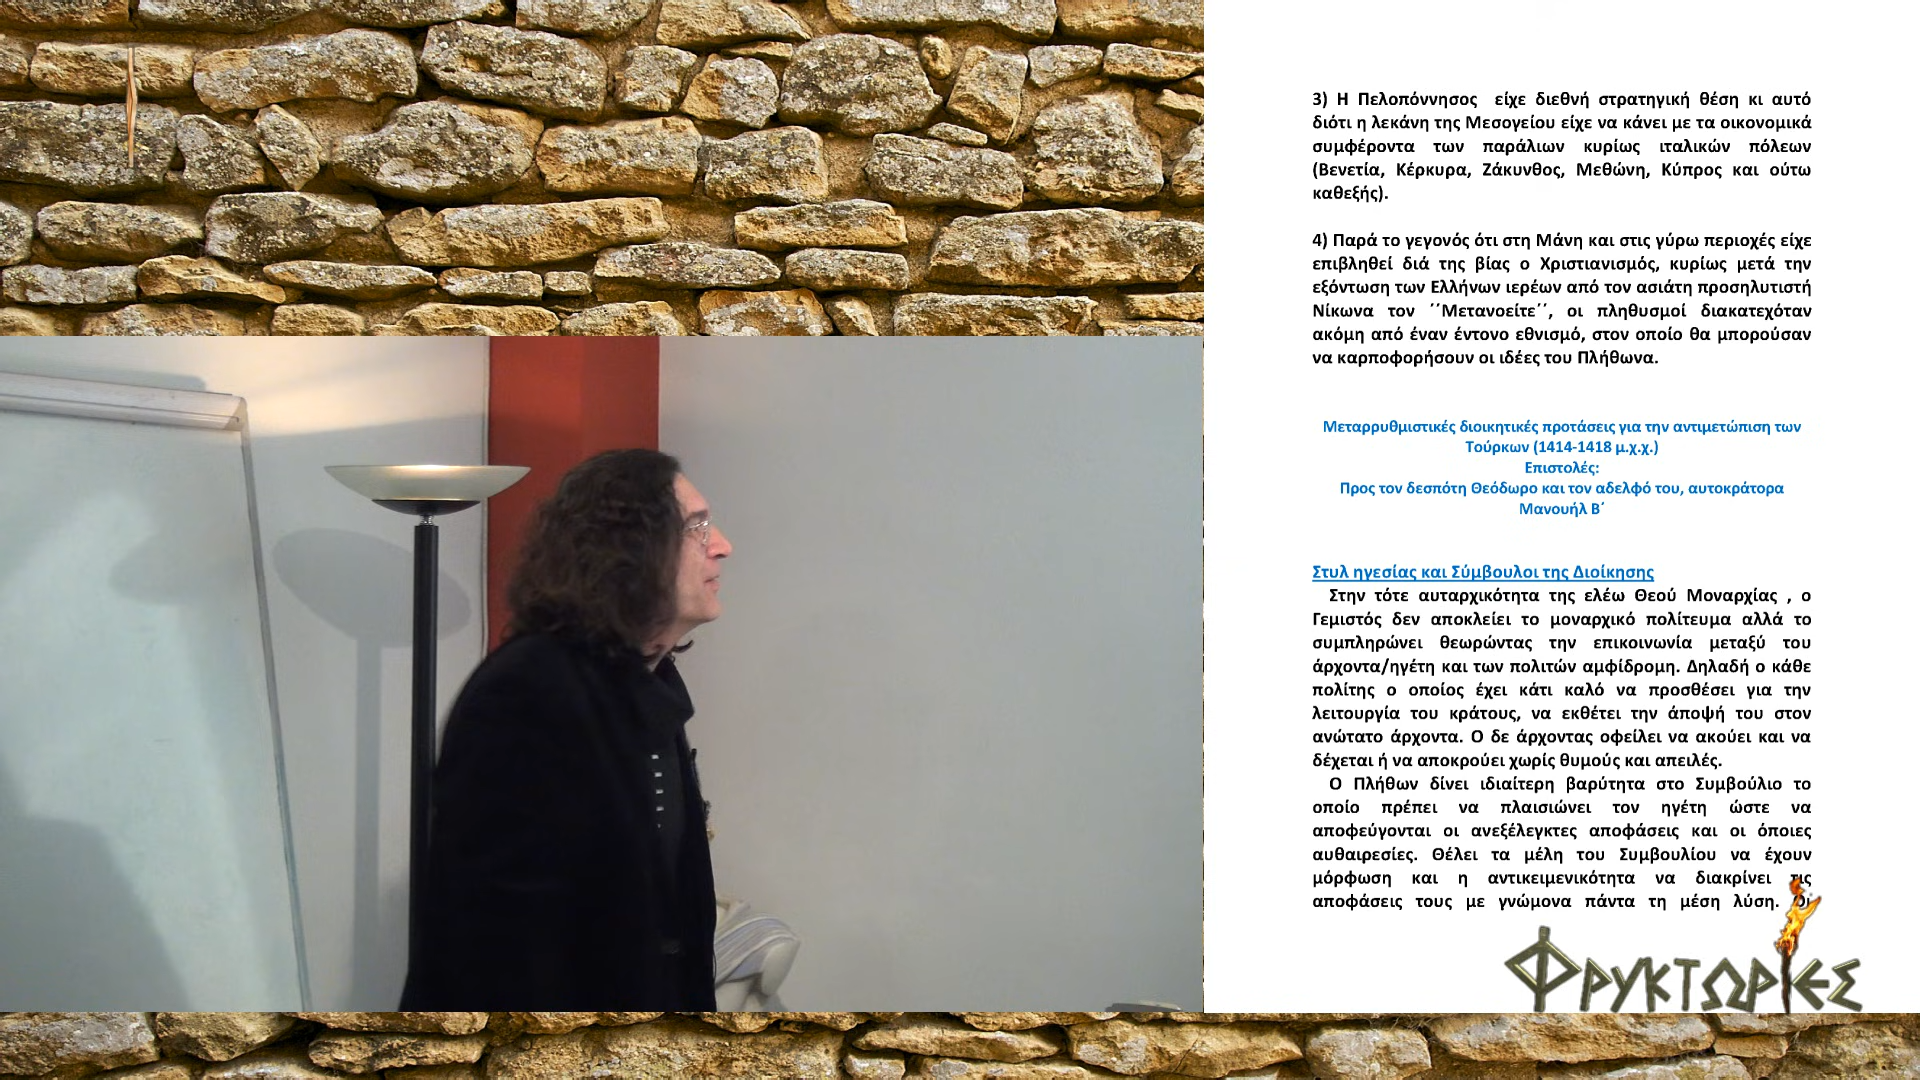 3) Η Πελοπόννησος είχε διεθνή στρατηγική θέση κι αυτό
διότι η λεκάνη της Μεσογείου είχε να κάνει με τα οικονομικά
συμφέροντα των παράλιων κυρίως ιταλικών πόλεων
(Βενετία, Κέρκυρα, Ζάκυνθος, Μεθώνη, Κύπρος και ούτω
καθεξής).
4) Παρά το γεγονός ότι στη Μάνη και στις γύρω περιοχές είχε
επιβληθεί διά της βίας ο Χριστιανισμός, κυρίως μετά την
εξόντωση των Ελλήνων ιερέων από τον ασιάτη προσηλυτιστή
Νίκωνα τον ΄΄Μετανοείτε΄΄, οι πληθυσμοί διακατεχόταν
ακόμη από έναν έντονο εθνισμό, στον οποίο θα μπορούσαν
να καρποφορήσουν οι ιδέες του Πλήθωνα.
Μεταρρυθμιστικές διοικητικές προτάσεις για την αντιμετώπιση των
Τούρκων (1414-1418 μ.χ.χ.)
Επιστολές:
Προς τον δεσπότη Θεόδωρο και τον αδελφό του, αυτοκράτορα
Μανουήλ Β΄
Στυλ ηγεσίας και Σύμβουλοι της Διοίκησης
Στην τότε αυταρχικότητα της ελέω Θεού Μοναρχίας , ο
Γεμιστός δεν αποκλείει το μοναρχικό πολίτευμα αλλά το
συμπληρώνει θεωρώντας την επικοινωνία μεταξύ του
άρχοντα/ηγέτη και των πολιτών αμφίδρομη. Δηλαδή ο κάθε
πολίτης ο οποίος έχει κάτι καλό να προσθέσει για την
λειτουργία του κράτους, να εκθέτει την άποψή του στον
ανώτατο άρχοντα. Ο δε άρχοντας οφείλει να ακούει και να
δέχεται ή να αποκρούει χωρίς θυμούς και απειλές.
Ο Πλήθων δίνει ιδιαίτερη βαρύτητα στο Συμβούλιο το
οποίο πρέπει να πλαισιώνει τον ηγέτη ώστε να
αποφεύγονται οι ανεξέλεγκτες αποφάσεις και οι όποιες
αυθαιρεσίες. Θέλει τα μέλη του Συμβουλίου να έχουν
μόρφωση και η αντικειμενικότητα να διακρίνει τις
αποφάσεις τους με γνώμονα πάντα τη μέση λύση. Οι
ΦΡΥΚΤΩΡΙΕΣ